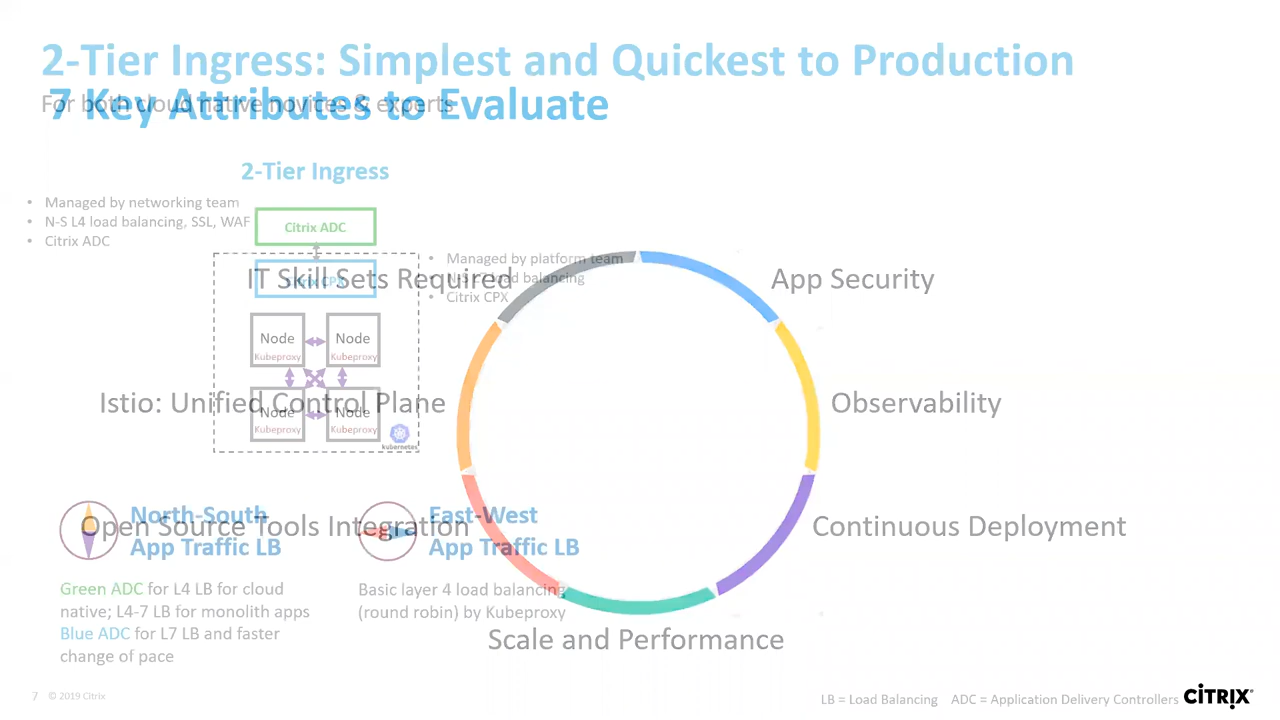 2-Tier Ingress: Simplest and Quickest to Production
For both cloud native novices & experts
7 Key Attributes to Evaluate
2-Tier Ingress
• Managed by networking team
• N-S L4 load balancing, SSL, WAF
• Citrix ADC
Citrix ADC
• Managed by platform team
• N-S L7 load balancing
• Citrix CPX
Citrix CPX
IT Skill Sets Required
App Security
Node
Kubeproxy
Node
Kubeproxy
Istio: Unified Control Plane
Observability
Node
Kubeproxy
Node
Kubeproxy
kubernetes
North-South
App Traffic LB
East-West
App Traffic LB
Open Source Tools Integration
Continuous Deployment
Green ADC for L4 LB for cloud
native; L4-7 LB for monolith apps
Blue ADC for L7 LB and faster
change of pace
Basic layer 4 load balancing
(round robin) by Kubeproxy
Scale and Performance
7 © 2019 Citrix
LB = Load Balancing ADC = Application Delivery Controllers
CITRIX